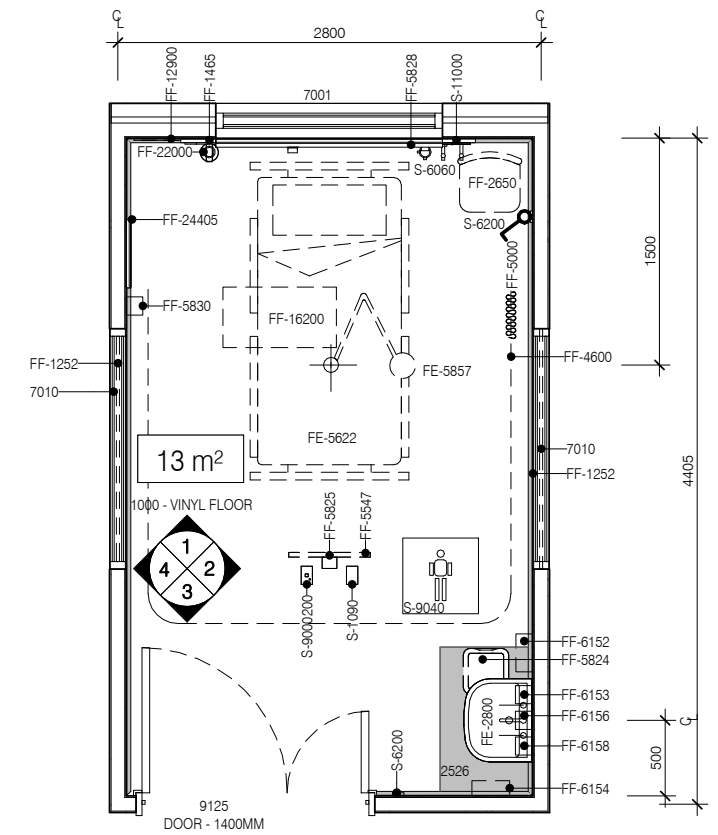 ℄
2800
℄
FF-12900
FF-1465
7001
FF-5828
S-11000
FF-22000
S-6060
FF-2650
FF-24405
S-6200
FF-5000
1500
FF-5830
FF-16200
FF-1252
FF-4600
7010
FE-5857
FE-5622
7010
13 m²
FF-1252
4405
1000 - VINYL FLOOR
FF-5825
FF-5547
1
4 2
3
S-9000200
S-1090
S-9040
FF-6152
FF-5824
FF-6153
FE-2800
FF-6156
℄
FF-6158
500
S-6200
2526
FF-6154
9125
DOOR - 1400MM